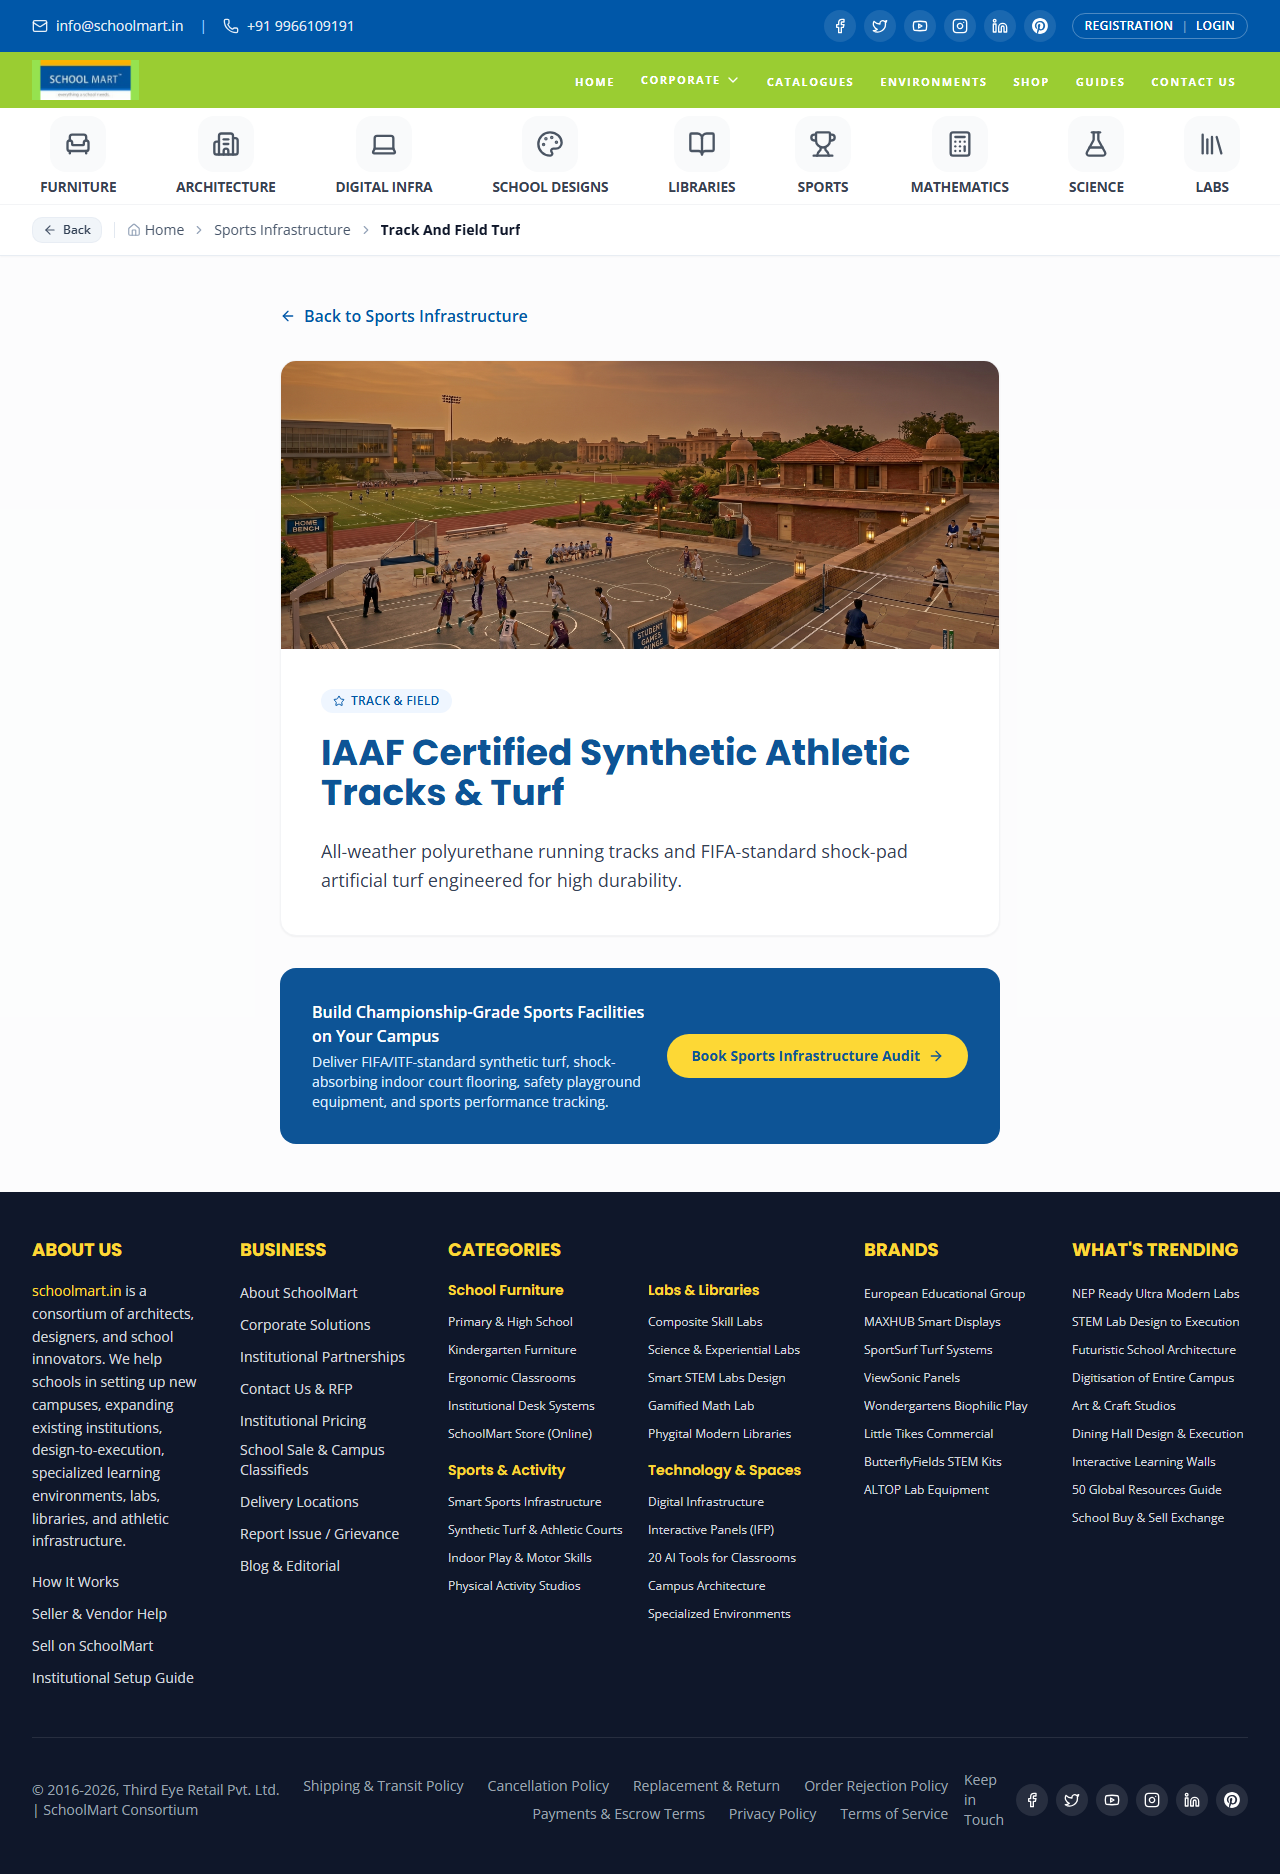 info@schoolmart.in | +91 9966109191
REGISTRATION | LOGIN
SCHOOL MART
HOME CORPORATE CATALOGUES ENVIRONMENTS SHOP GUIDES CONTACT US
FURNITURE ARCHITECTURE DIGITAL INFRA SCHOOL DESIGNS LIBRARIES SPORTS MATHEMATICS SCIENCE LABS
Back Home Sports Infrastructure Track And Field Turf
Back to Sports Infrastructure
HOME
BENCH
STUDENT
GAMES
LOUNGE
TRACK & FIELD
IAAF Certified Synthetic Athletic
Tracks & Turf
All-weather polyurethane running tracks and FIFA-standard shock-pad
artificial turf engineered for high durability.
Build Championship-Grade Sports Facilities
on Your Campus
Deliver FIFA/ITF-standard synthetic turf, shock-
absorbing indoor court flooring, safety playground
equipment, and sports performance tracking.
Book Sports Infrastructure Audit
ABOUT US
schoolmart.in is a
consortium of architects,
designers, and school
innovators. We help
schools in setting up new
campuses, expanding
existing institutions,
design-to-execution,
specialized learning
environments, labs,
libraries, and athletic
infrastructure.
How It Works
Seller & Vendor Help
Sell on SchoolMart
Institutional Setup Guide
BUSINESS
About SchoolMart
Corporate Solutions
Institutional Partnerships
Contact Us & RFP
Institutional Pricing
School Sale & Campus
Classifieds
Delivery Locations
Report Issue / Grievance
Blog & Editorial
CATEGORIES
School Furniture
Primary & High School
Kindergarten Furniture
Ergonomic Classrooms
Institutional Desk Systems
SchoolMart Store (Online)
Labs & Libraries
Composite Skill Labs
Science & Experiential Labs
Smart STEM Labs Design
Gamified Math Lab
Phygital Modern Libraries
Sports & Activity
Smart Sports Infrastructure
Synthetic Turf & Athletic Courts
Indoor Play & Motor Skills
Physical Activity Studios
Technology & Spaces
Digital Infrastructure
Interactive Panels (IFP)
20 AI Tools for Classrooms
Campus Architecture
Specialized Environments
BRANDS
European Educational Group
MAXHUB Smart Displays
SportSurf Turf Systems
ViewSonic Panels
Wondergartens Biophilic Play
Little Tikes Commercial
ButterflyFields STEM Kits
ALTOP Lab Equipment
WHAT'S TRENDING
NEP Ready Ultra Modern Labs
STEM Lab Design to Execution
Futuristic School Architecture
Digitisation of Entire Campus
Art & Craft Studios
Dining Hall Design & Execution
Interactive Learning Walls
50 Global Resources Guide
School Buy & Sell Exchange
© 2016-2026, Third Eye Retail Pvt. Ltd.
| SchoolMart Consortium
Shipping & Transit Policy Cancellation Policy Replacement & Return Order Rejection Policy
Payments & Escrow Terms Privacy Policy Terms of Service
Keep
in
Touch